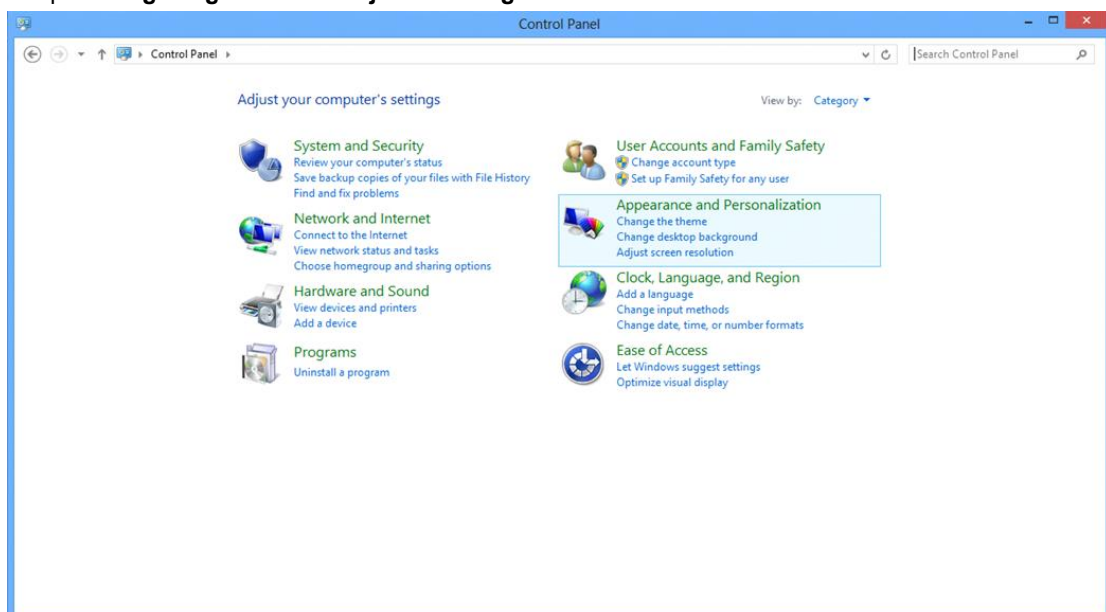 Control Panel
Control Panel
Search Control Panel
Adjust your computer's settings
View by: Category
System and Security
Review your computer's status
Save backup copies of your files with File History
Find and fix problems
Network and Internet
Connect to the Internet
View network status and tasks
Choose homegroup and sharing options
Hardware and Sound
View devices and printers
Add a device
Programs
Uninstall a program
User Accounts and Family Safety
Change account type
Set up Family Safety for any user
Appearance and Personalization
Change the theme
Change desktop background
Adjust screen resolution
Clock, Language, and Region
Add a language
Change input methods
Change date, time, or number formats
Ease of Access
Let Windows suggest settings
Optimize visual display